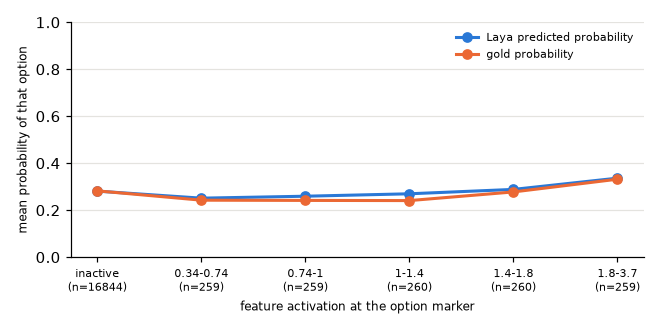 1.0
0.8
0.6
0.4
0.2
0.0
mean probability of that option
Laya predicted probability
gold probability
inactive
(n=16844)
0.34-0.74
(n=259)
0.74-1
(n=259)
1-1.4
(n=260)
1.4-1.8
(n=260)
1.8-3.7
(n=259)
feature activation at the option marker